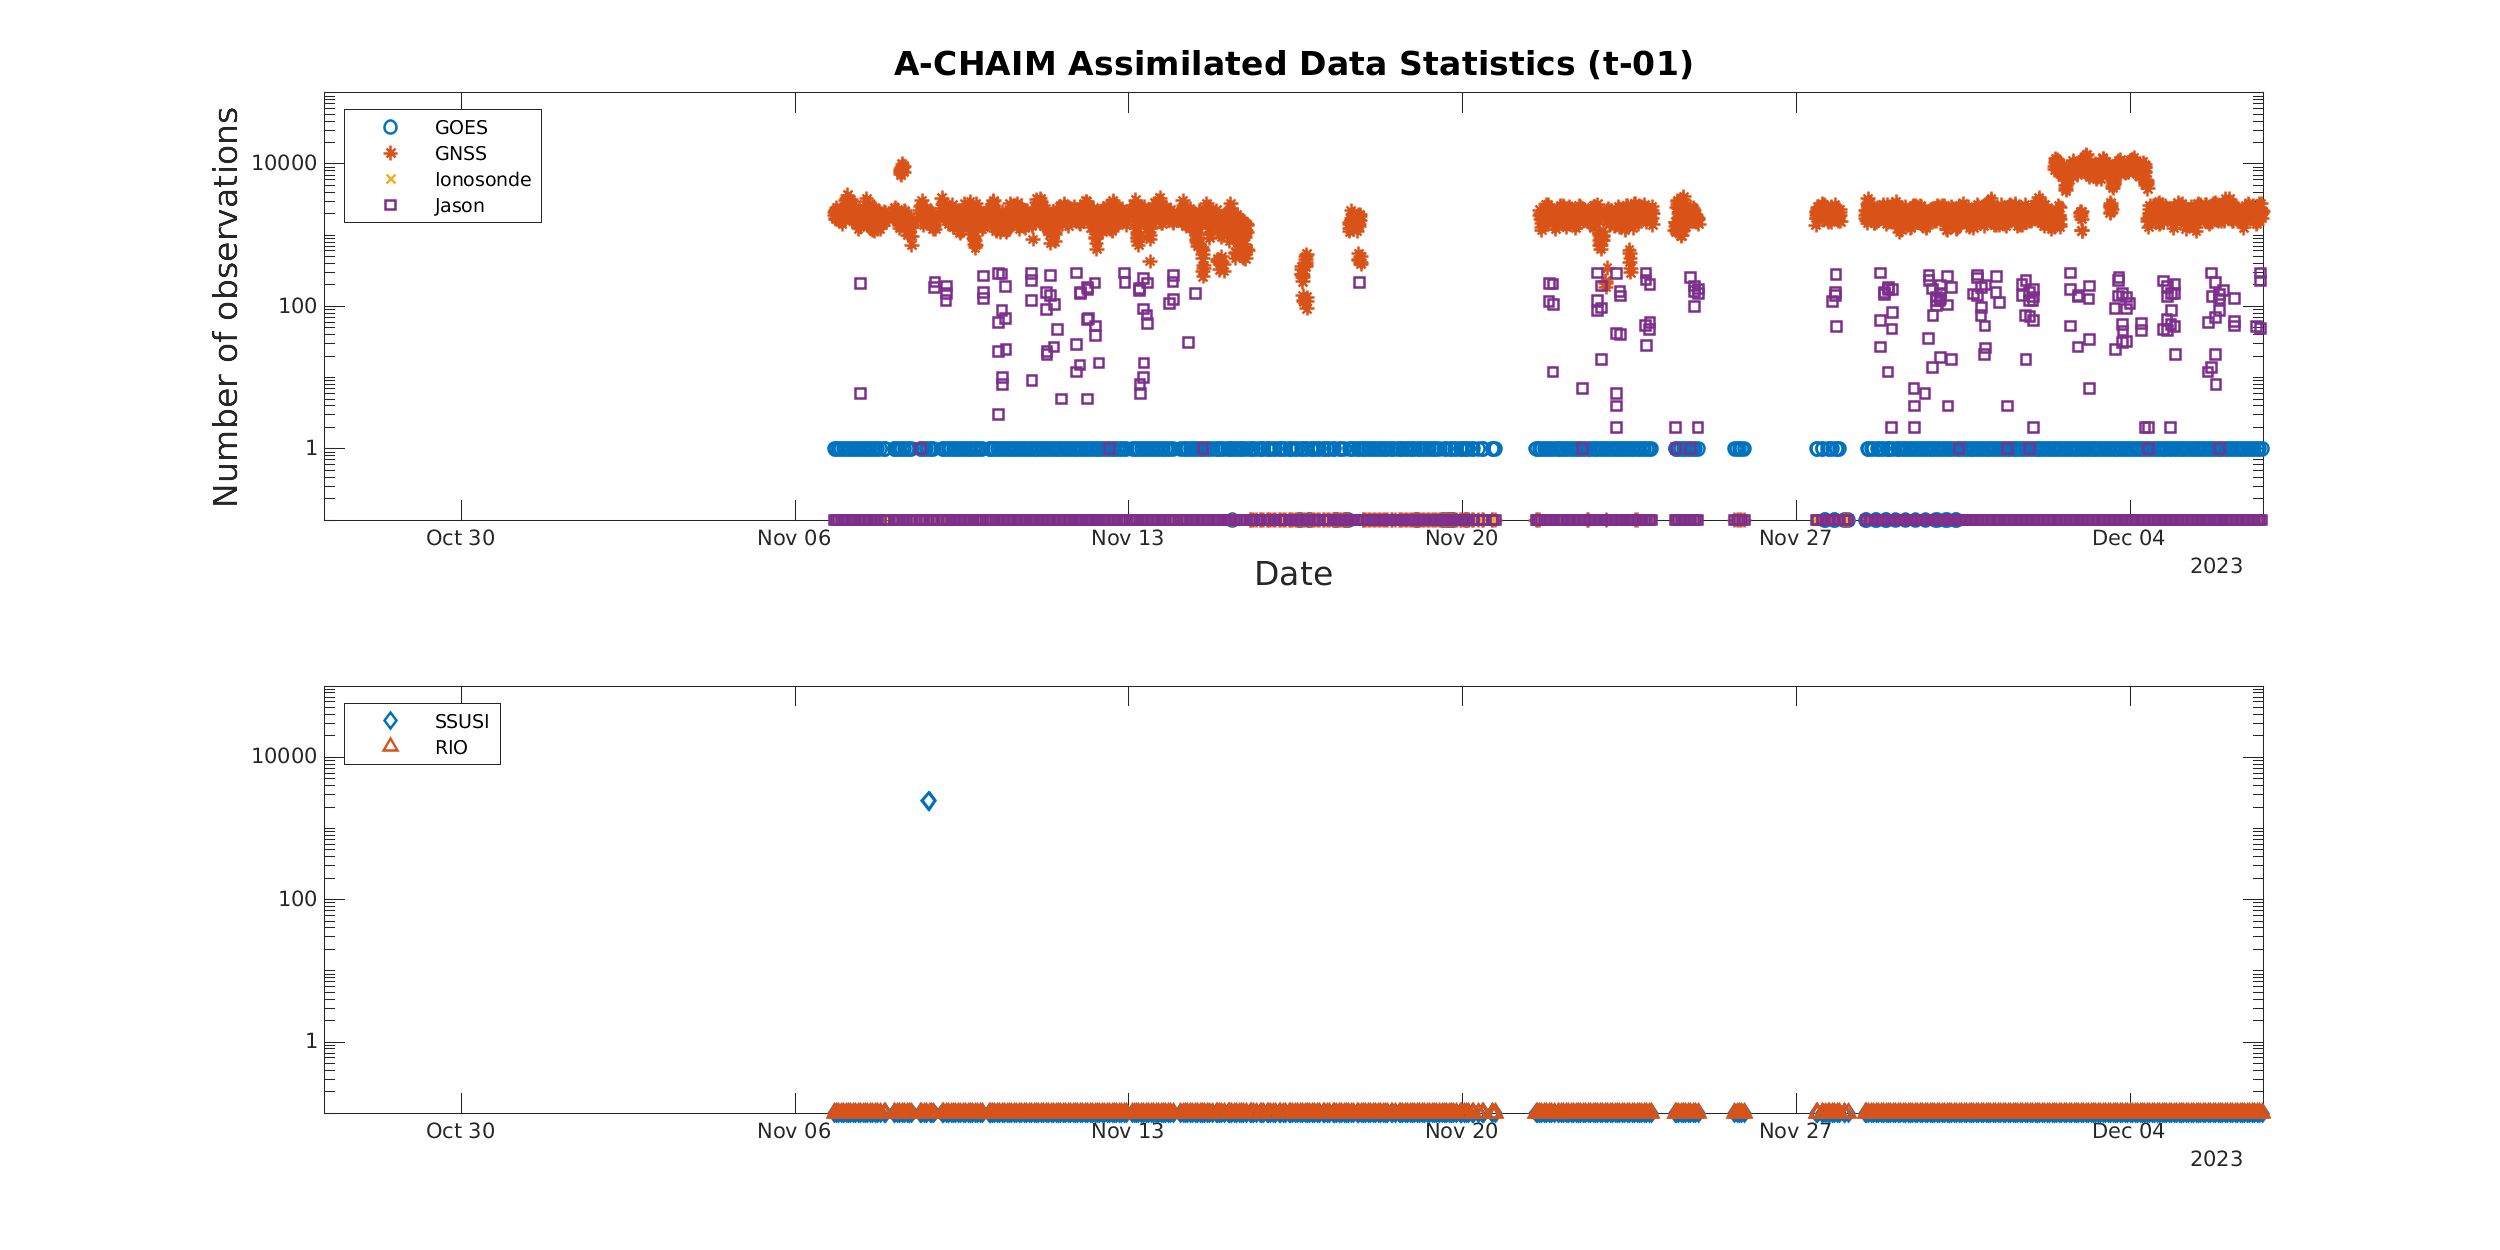 A-CHAIM Assimilated Data Statistics (t-01)
Number of observations
10000
100
1
GOES
GNSS
Ionosonde
Jason
Oct 30
Nov 06
Nov 13
Nov 20
Nov 27
Dec 04
2023
Date
10000
100
1
SSUSI
RIO
Oct 30
Nov 06
Nov 13
Nov 20
Nov 27
Dec 04
2023